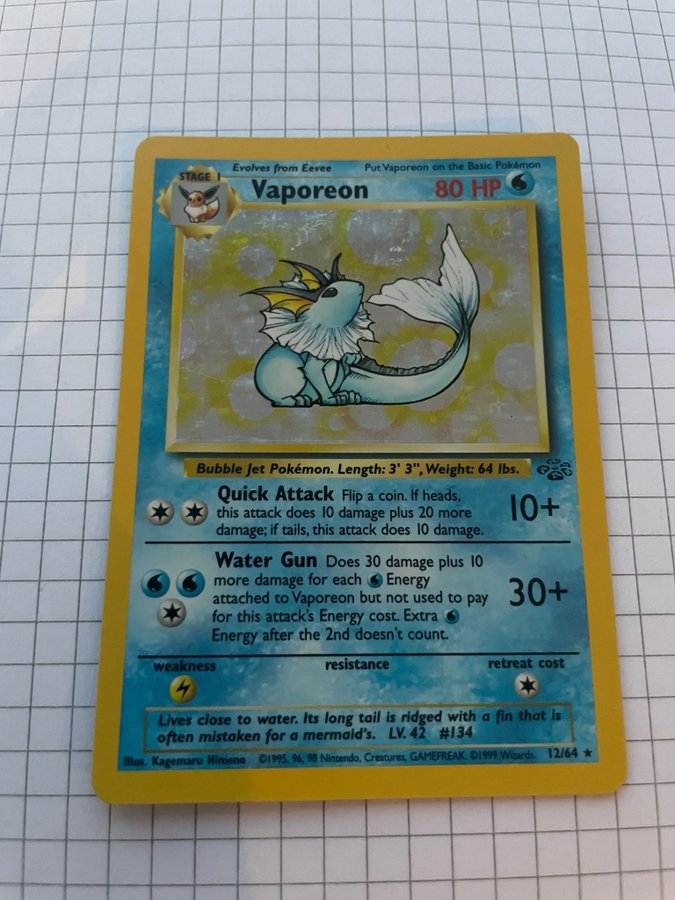 Evolves from Eevee Put Vaporeon on the Basic Pokémon
STAGE 1
Vaporeon 80 HP
Bubble Jet Pokémon. Length: 3' 3", Weight: 64 lbs.
Quick Attack Flip a coin. If heads,
this attack does 10 damage plus 20 more
damage; if tails, this attack does 10 damage.
10+
Water Gun Does 30 damage plus 10
more damage for each Energy
attached to Vaporeon but not used to pay
for this attack's Energy cost. Extra
Energy after the 2nd doesn't count.
30+
weakness resistance retreat cost
Lives close to water. Its long tail is ridged with a fin that is
often mistaken for a mermaid's. LV. 42 #134
Illus. Kagemaru Himeno ©1995, 96, 98 Nintendo, Creatures, GAMEFREAK. ©1999 Wizards. 12/64 ★